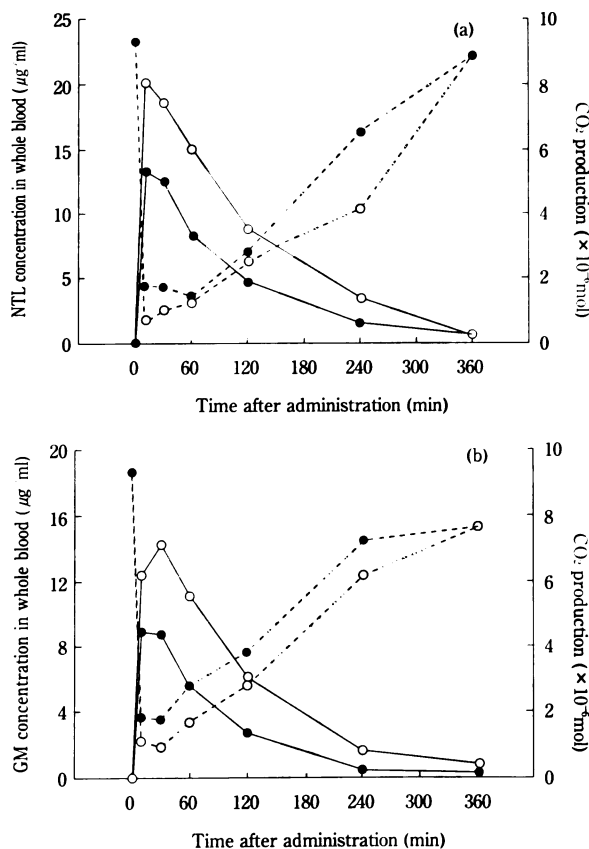 (a)
NTL concentration in whole blood (μg ml)
25
20
15
10
5
0
10
8
6
4
2
0
CO₂ production (× 10⁻⁶mol)
0 60 120 180 240 300 360
Time after administration (min)
(b)
GM concentration in whole blood (μg ml)
20
16
12
8
4
0
10
8
6
4
2
0
CO₂ production (× 10⁻⁶mol)
0 60 120 180 240 300 360
Time after administration (min)